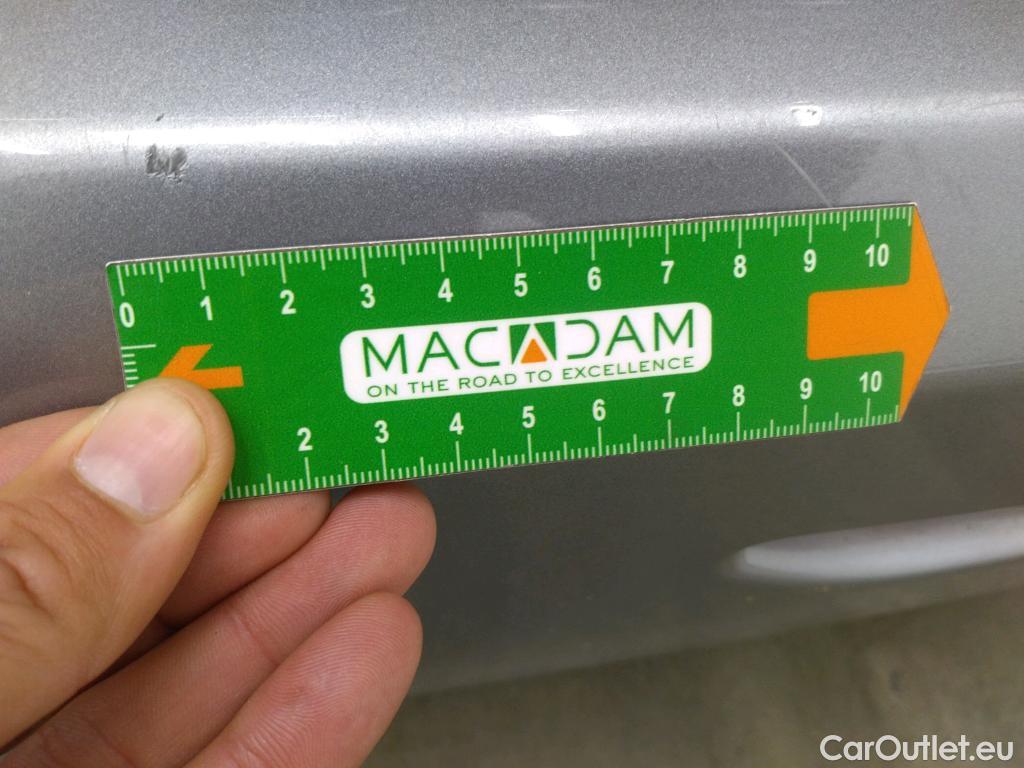 0 1 2 3 4 5 6 7 8 9 10
MACADAM
ON THE ROAD TO EXCELLENCE
2 3 4 5 6 7 8 9 10
CarOutlet.eu